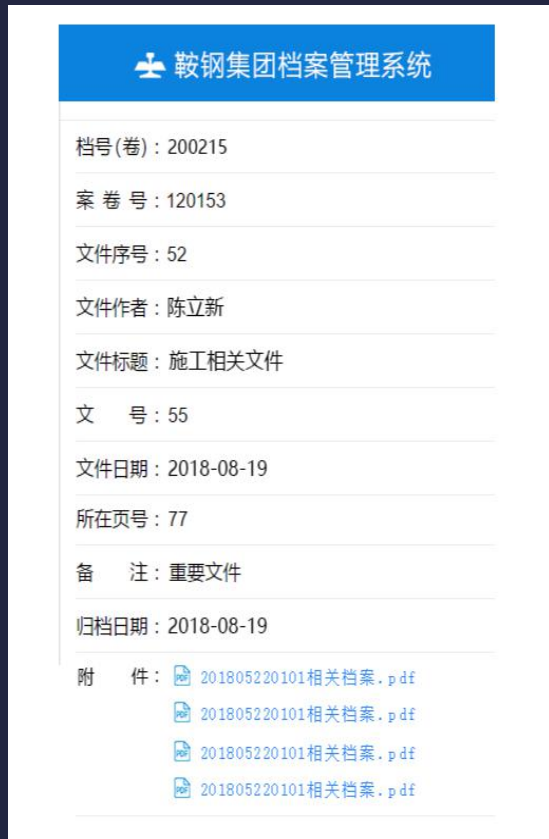 鞍钢集团档案管理系统
档号(卷)：200215
案 卷 号：120153
文件序号：52
文件作者：陈立新
文件标题：施工相关文件
文 号：55
文件日期：2018-08-19
所在页号：77
备 注：重要文件
归档日期：2018-08-19
附 件： 201805220101相关档案.pdf
201805220101相关档案.pdf
201805220101相关档案.pdf
201805220101相关档案.pdf